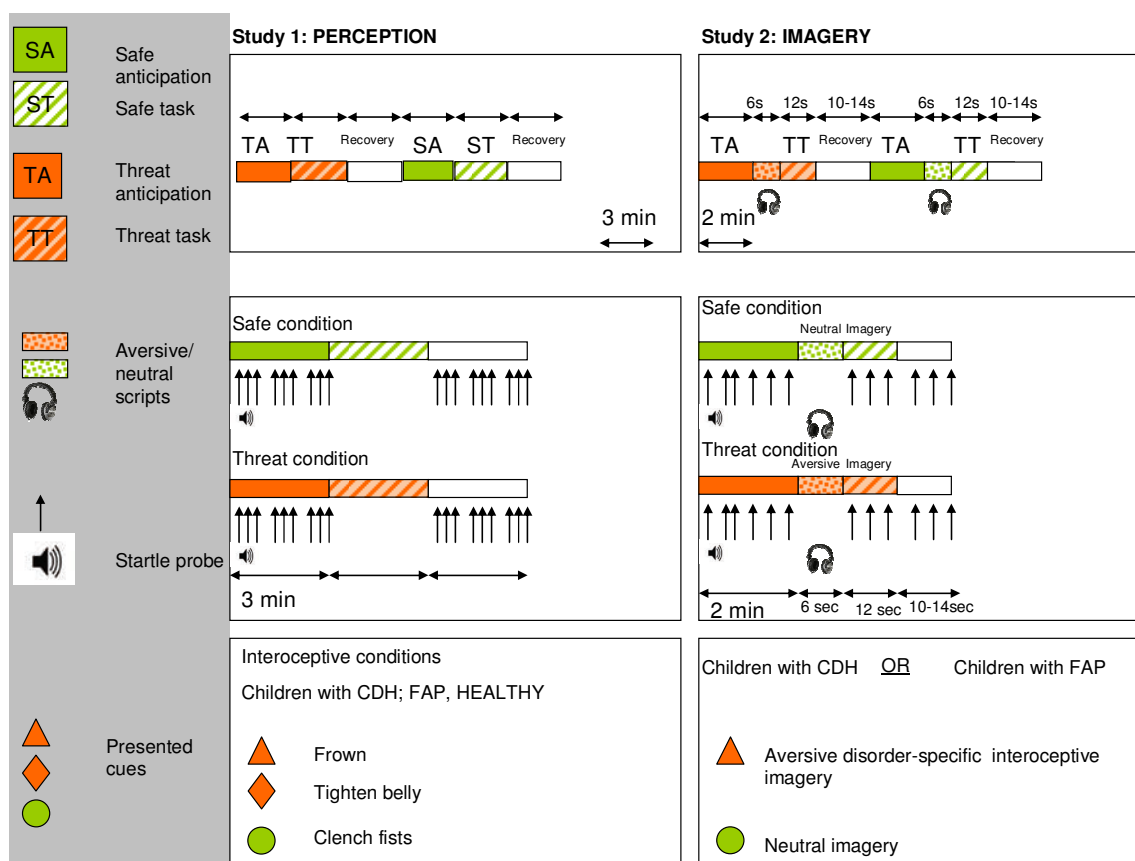 SA
Safe
anticipation
ST
Safe task
TA
Threat
anticipation
TT
Threat task
Aversive/
neutral
scripts
Startle probe
Presented
cues
Study 1: PERCEPTION
TA TT Recovery SA ST Recovery
3 min
Safe condition
Threat condition
3 min
Interoceptive conditions
Children with CDH; FAP, HEALTHY
Frown
Tighten belly
Clench fists
Study 2: IMAGERY
6s 12s 10-14s 6s 12s 10-14s
TA TT Recovery TA TT Recovery
2 min
Safe condition
Neutral Imagery
Threat condition
Aversive Imagery
2 min 6 sec 12 sec 10-14sec
Children with CDH OR Children with FAP
Aversive disorder-specific interoceptive
imagery
Neutral imagery